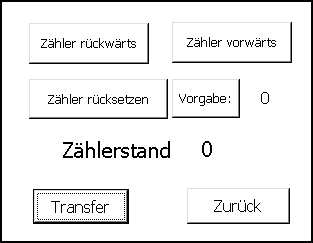 Zähler rückwärts Zähler vorwärts
Zähler rücksetzen Vorgabe: 0
Zählerstand 0
Transfer Zurück